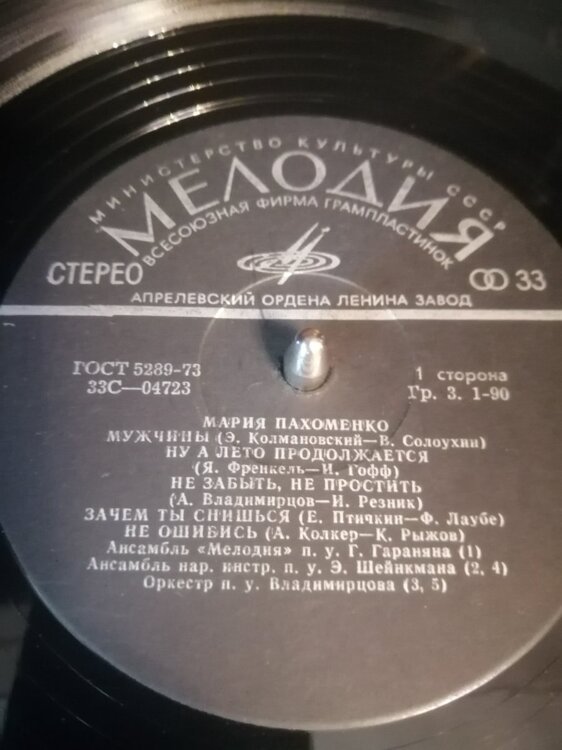 МИНИСТЕРСТВО КУЛЬТУРЫ СССР
МЕЛОДИЯ
ВСЕСОЮЗНАЯ ФИРМА ГРАМПЛАСТИНОК
СТЕРЕО
33
АПРЕЛЕВСКИЙ ОРДЕНА ЛЕНИНА ЗАВОД
ГОСТ 5289-73
33С—04723
1 сторона
Гр. 3. 1-90
МАРИЯ ПАХОМЕНКО
МУЖЧИНЫ (Э. Колмановский—В. Солоухин)
НУ А ЛЕТО ПРОДОЛЖАЕТСЯ
(Я. Френкель—И. Гофф)
НЕ ЗАБЫТЬ, НЕ ПРОСТИТЬ
(А. Владимирцов—И. Резник)
ЗАЧЕМ ТЫ СНИШЬСЯ (Е. Птичкин—Ф. Лаубе)
НЕ ОШИБИСЬ (А. Колкер—К. Рыжов)
Ансамбль «Мелодия» п. у. Г. Гараняна (1)
Ансамбль нар. инстр. п. у. Э. Шейнкмана (2, 4)
Оркестр п. у. Владимирцова (3, 5)